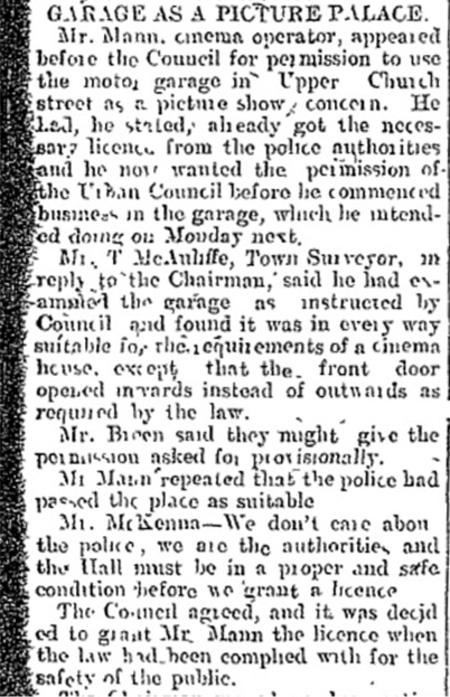 GARAGE AS A PICTURE PALACE.
Mr. Mann, cinema operator, appeared
before the Council for permission to use
the motor garage in Upper Church
street as a picture show, concern. He
had, he stated, already got the neces-
sary licence from the police authorities
and he now wanted the permission of
the Urban Council before he commenced
business in the garage, which he intend-
ed doing on Monday next.
Mr. T McAuliffe, Town Surveyor, in
reply to the Chairman, said he had ex-
amined the garage as instructed by
Council and found it was in every way
suitable for the requirements of a cinema
house, except that the front door
opened inwards instead of outwards as
required by the law.
Mr. Breen said they might give the
permission asked for provisionally.
Mr Mann repeated that the police had
passed the place as suitable
Mr. McKenna—We don't care abou
the police, we are the authorities and
the Hall must be in a proper and safe
condition before we grant a licence
The Council agreed, and it was decid
ed to grant Mr. Mann the licence when
the law had been complied with for the
safety of the public.